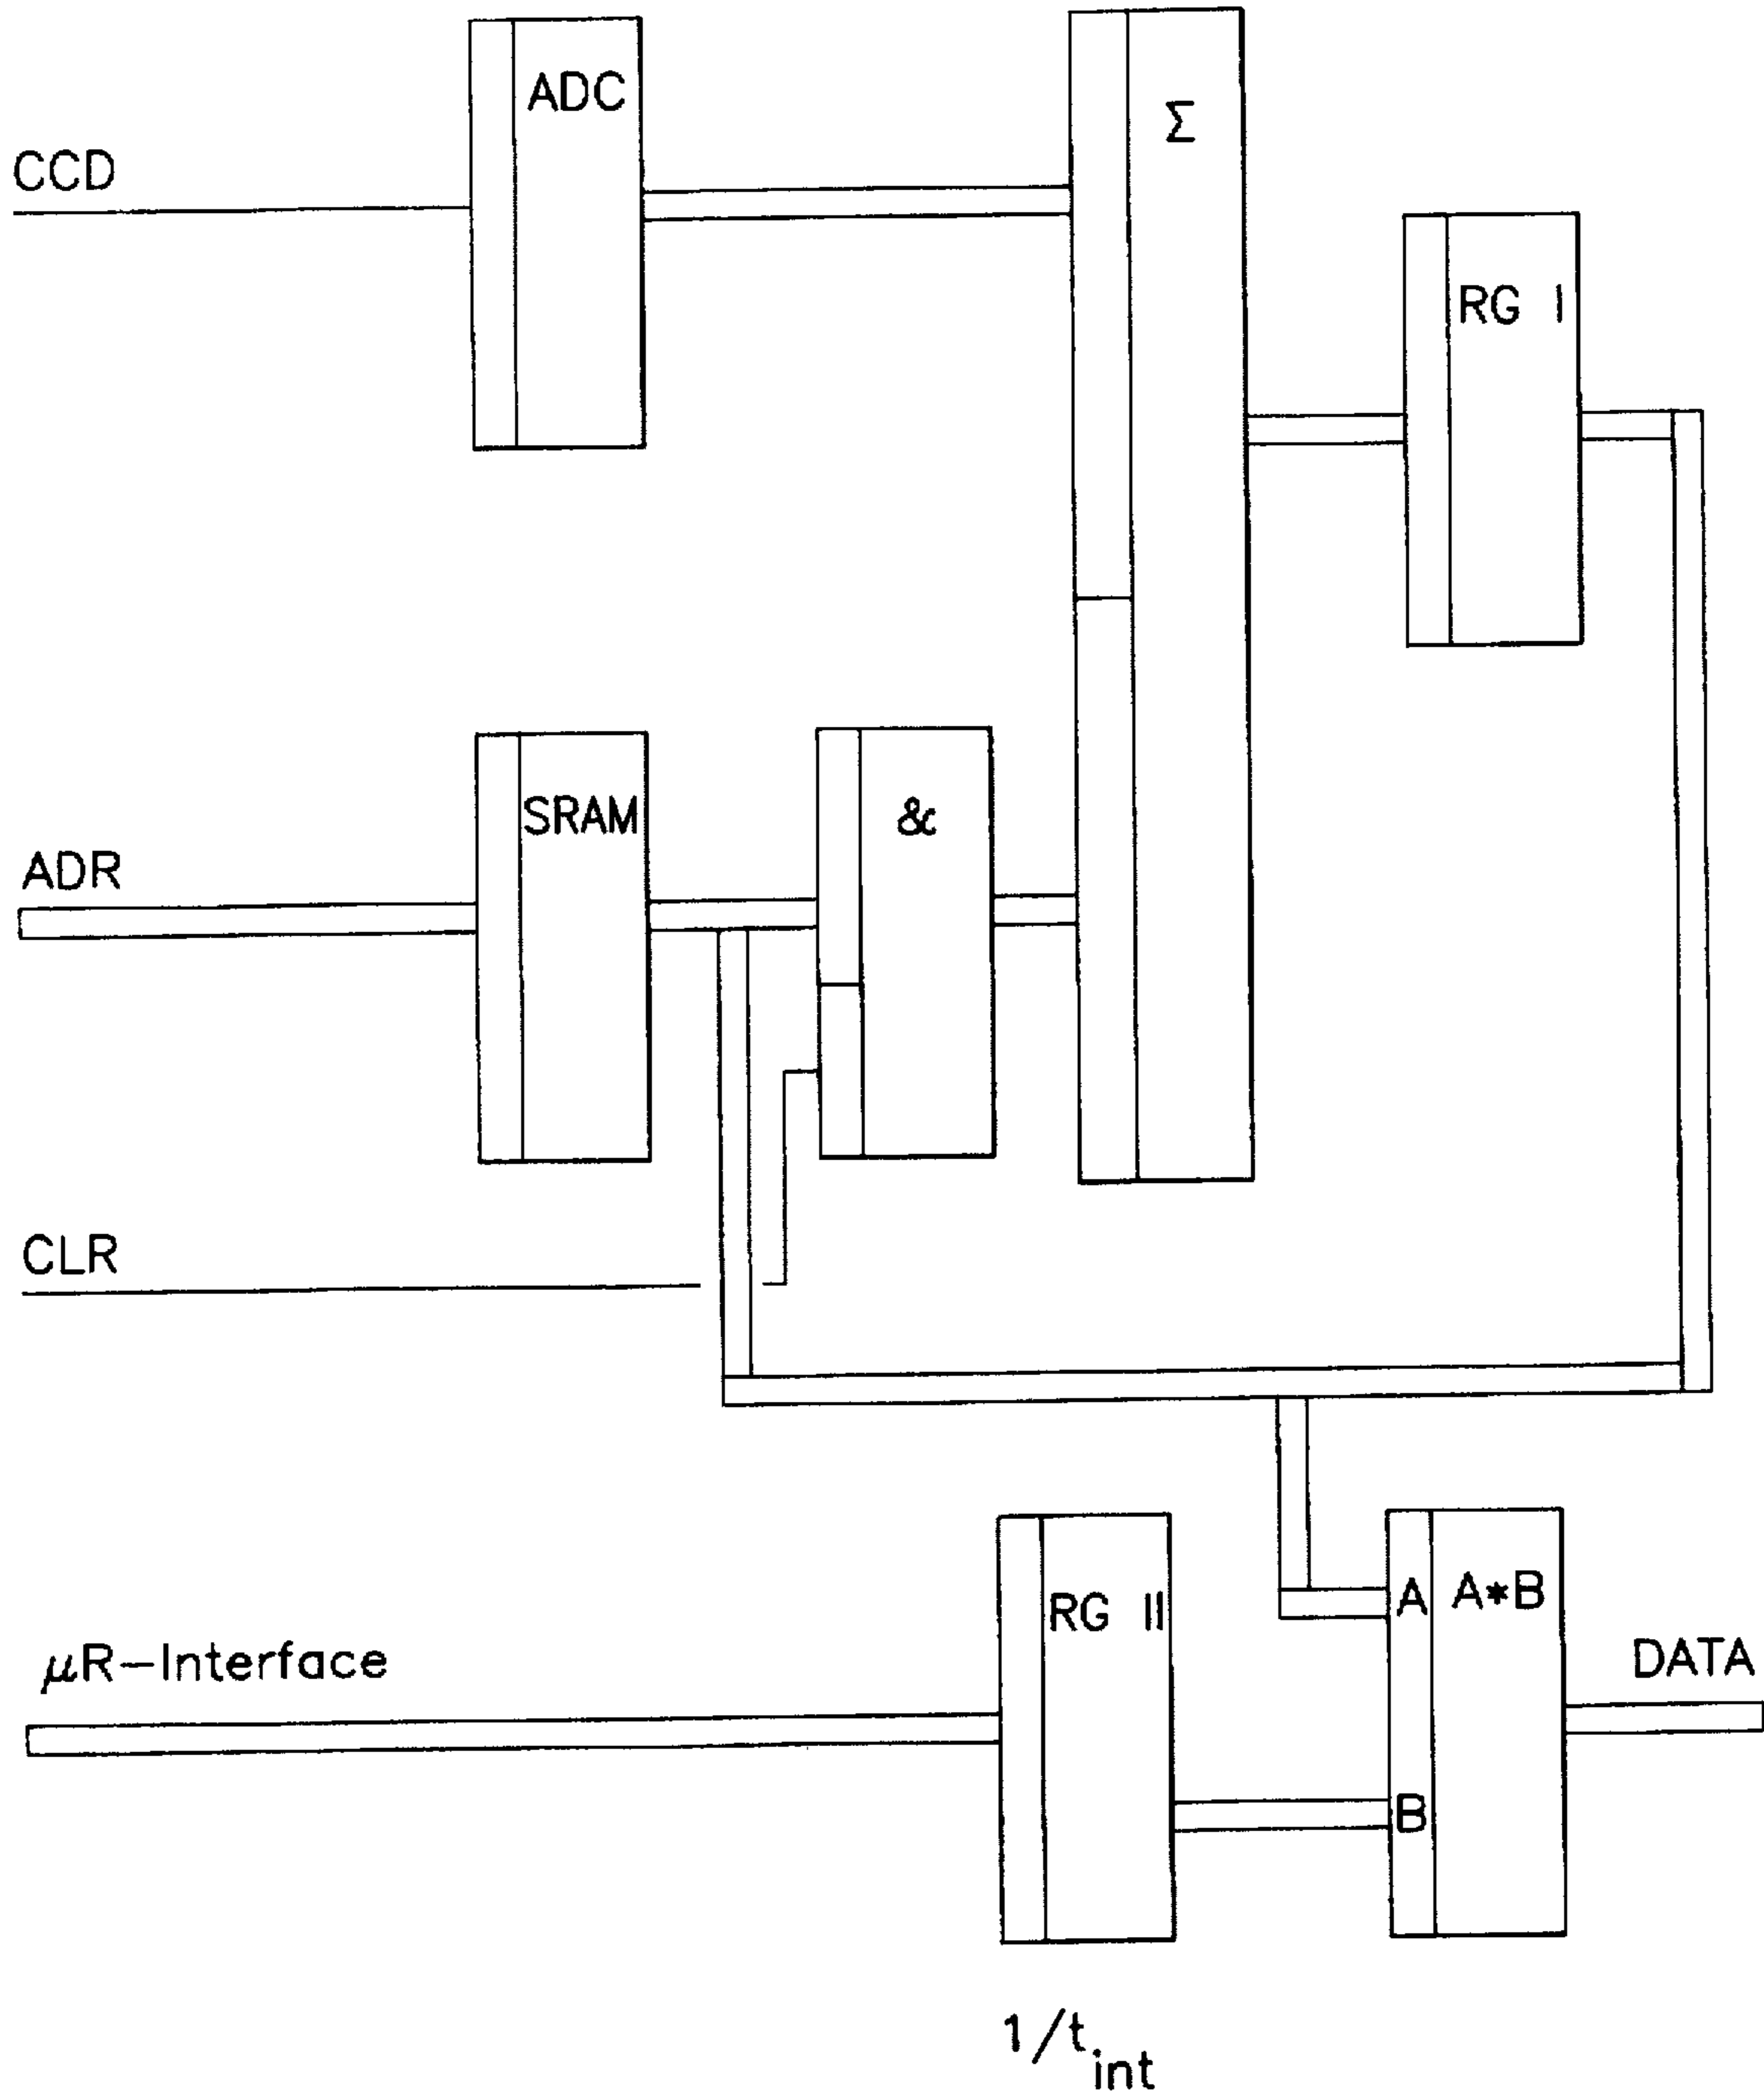 ADC
Σ
CCD
RG I
SRAM
&
ADR
CLR
RG II
A
A*B
μR-Interface
DATA
B
1/t_int